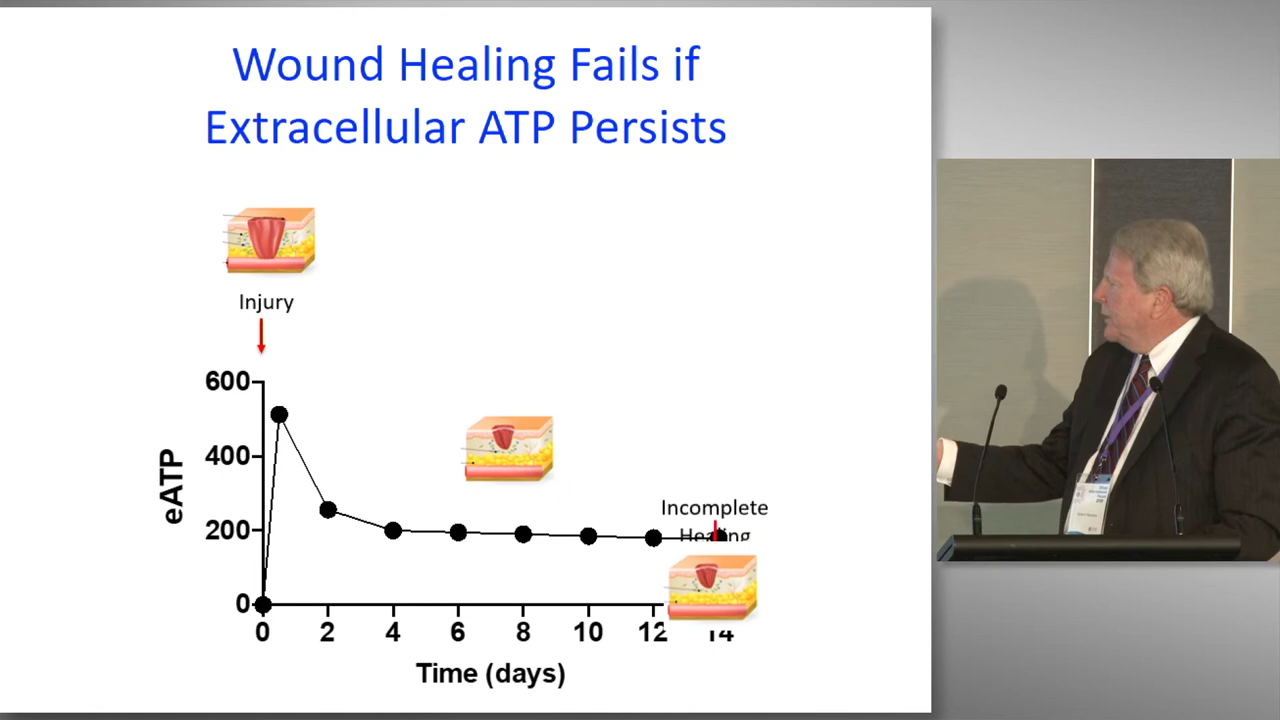 Wound Healing Fails if
Extracellular ATP Persists
Injury
600
400
200
0
eATP
Incomplete
Healing
0 2 4 6 8 10 12 14
Time (days)